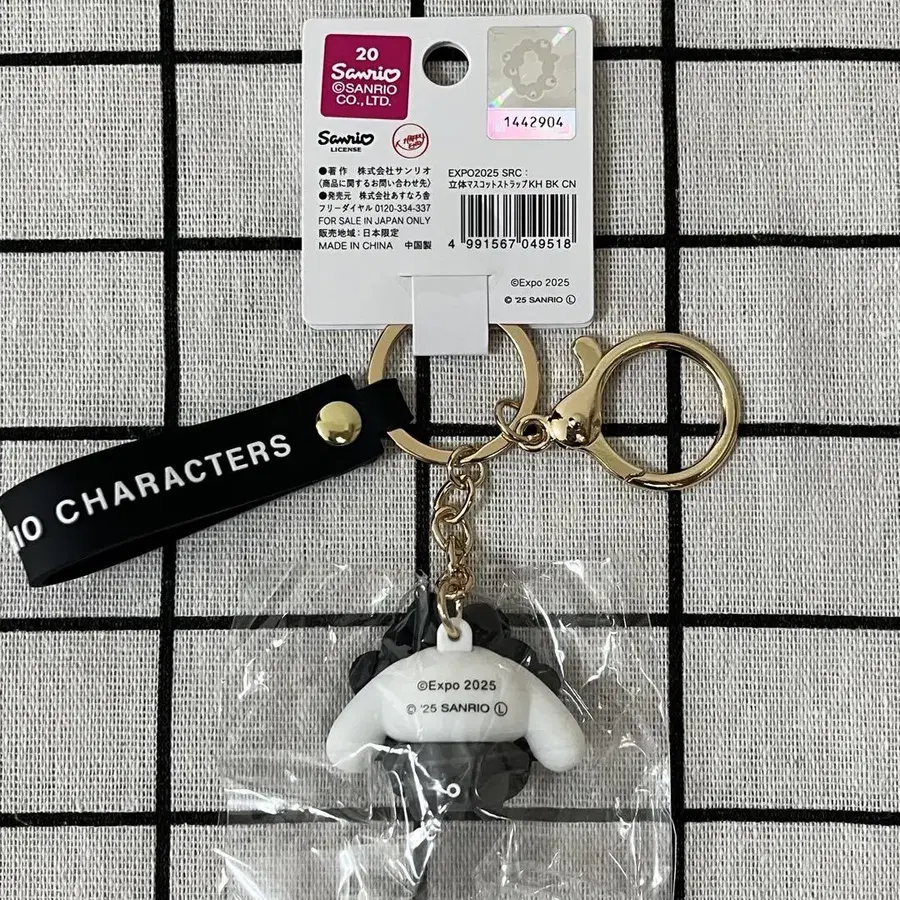 20
Sanrio
©SANRIO
CO., LTD.
1442904
Sanrio
LICENSE
●著作 株式会社サンリオ
〈商品に関するお問い合わせ先〉
●発売元 株式会社あすなろ舎
フリーダイヤル 0120-334-337
FOR SALE IN JAPAN ONLY
販売地域：日本限定
MADE IN CHINA 中国製
EXPO2025 SRC：
立体マスコットストラップKH BK CN
4 991567 049518
©Expo 2025
© '25 SANRIO Ⓛ
IO CHARACTERS
©Expo 2025
© '25 SANRIO Ⓛ